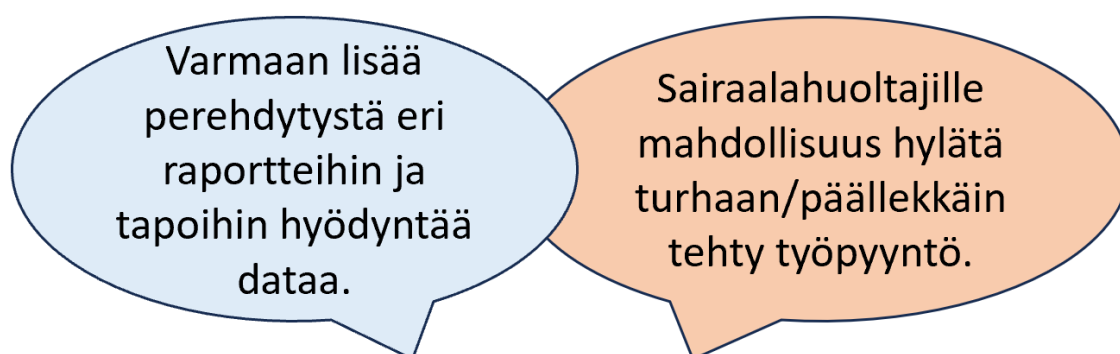 Varmaan lisää
perehdytystä eri
raportteihin ja
tapoihin hyödyntää
dataa.
Sairaalahuoltajille
mahdollisuus hylätä
turhaan/päällekkäin
tehty työpyyntö.